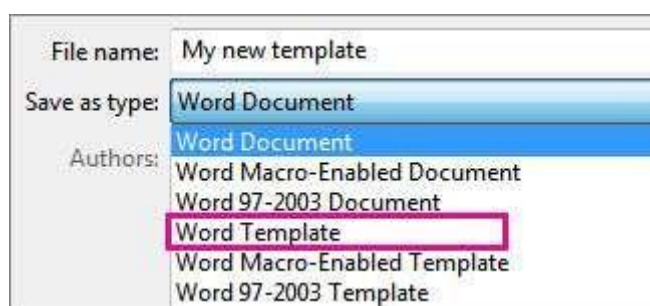 File name: My new template
Save as type: Word Document
Authors:
Word Document
Word Macro-Enabled Document
Word 97-2003 Document
Word Template
Word Macro-Enabled Template
Word 97-2003 Template